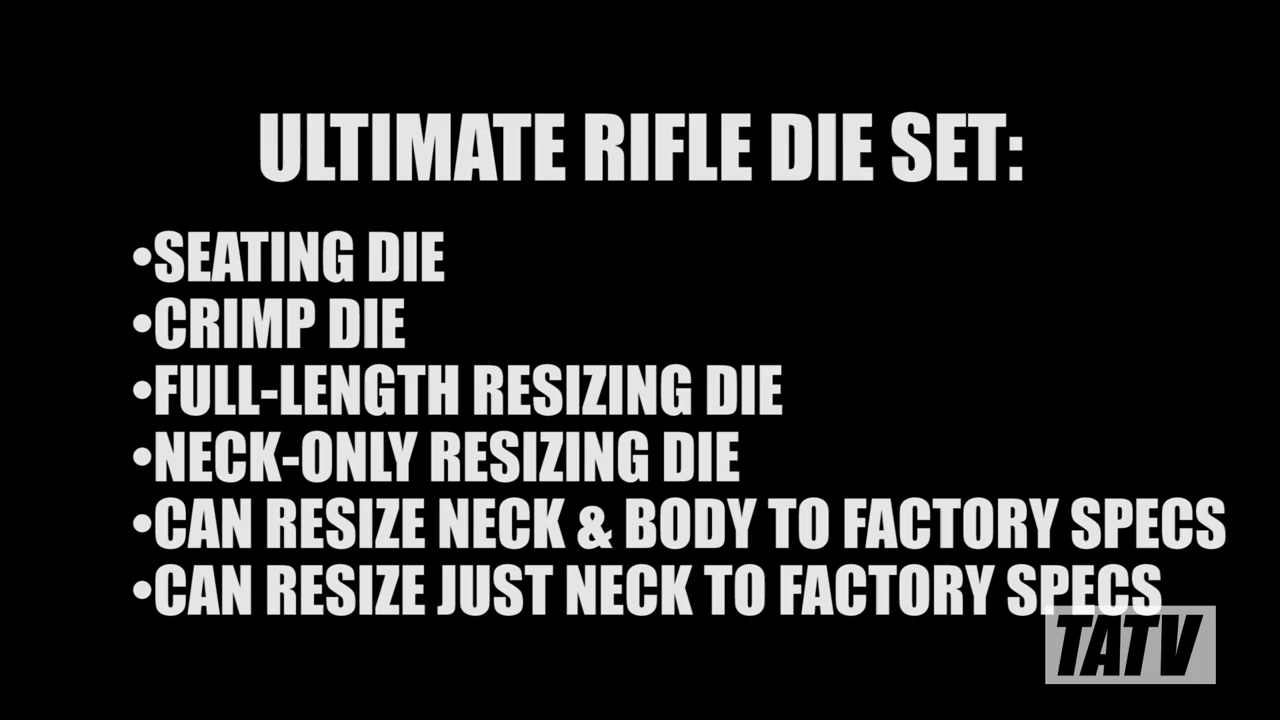 ULTIMATE RIFLE DIE SET:
•SEATING DIE
•CRIMP DIE
•FULL-LENGTH RESIZING DIE
•NECK-ONLY RESIZING DIE
•CAN RESIZE NECK & BODY TO FACTORY SPECS
•CAN RESIZE JUST NECK TO FACTORY SPECS
TATV